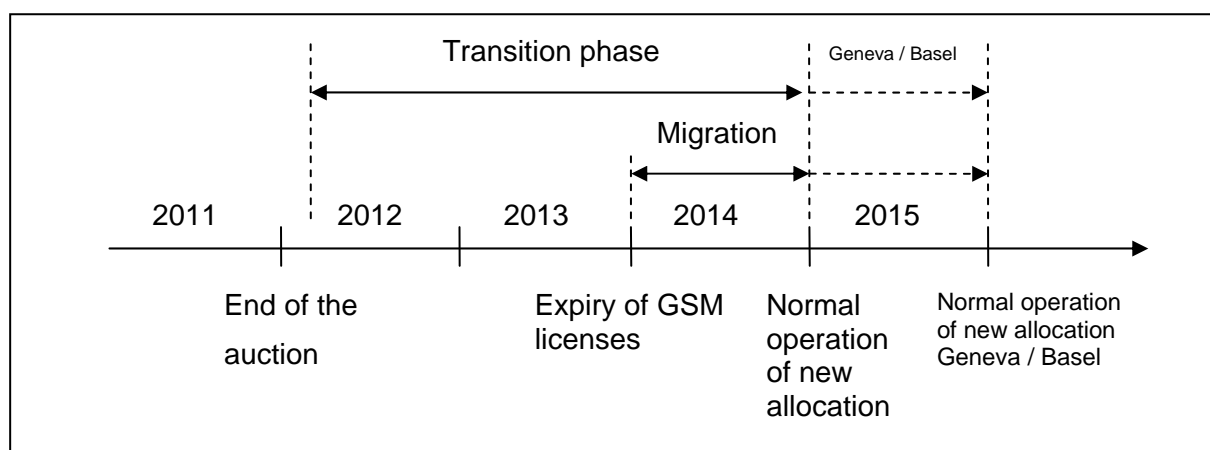 Transition phase
Geneva / Basel
Migration
2011
2012
2013
2014
2015
End of the
auction
Expiry of GSM
licenses
Normal
operation
of new
allocation
Normal operation
of new allocation
Geneva / Basel